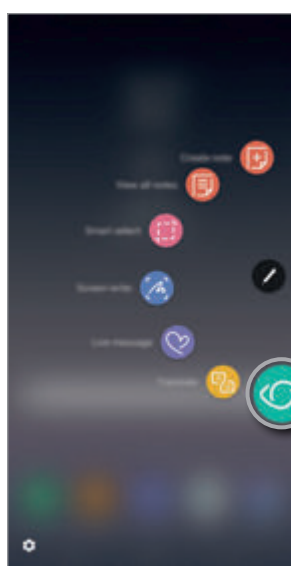 Create note
View all notes
Smart select
Screen write
Live message
Translate